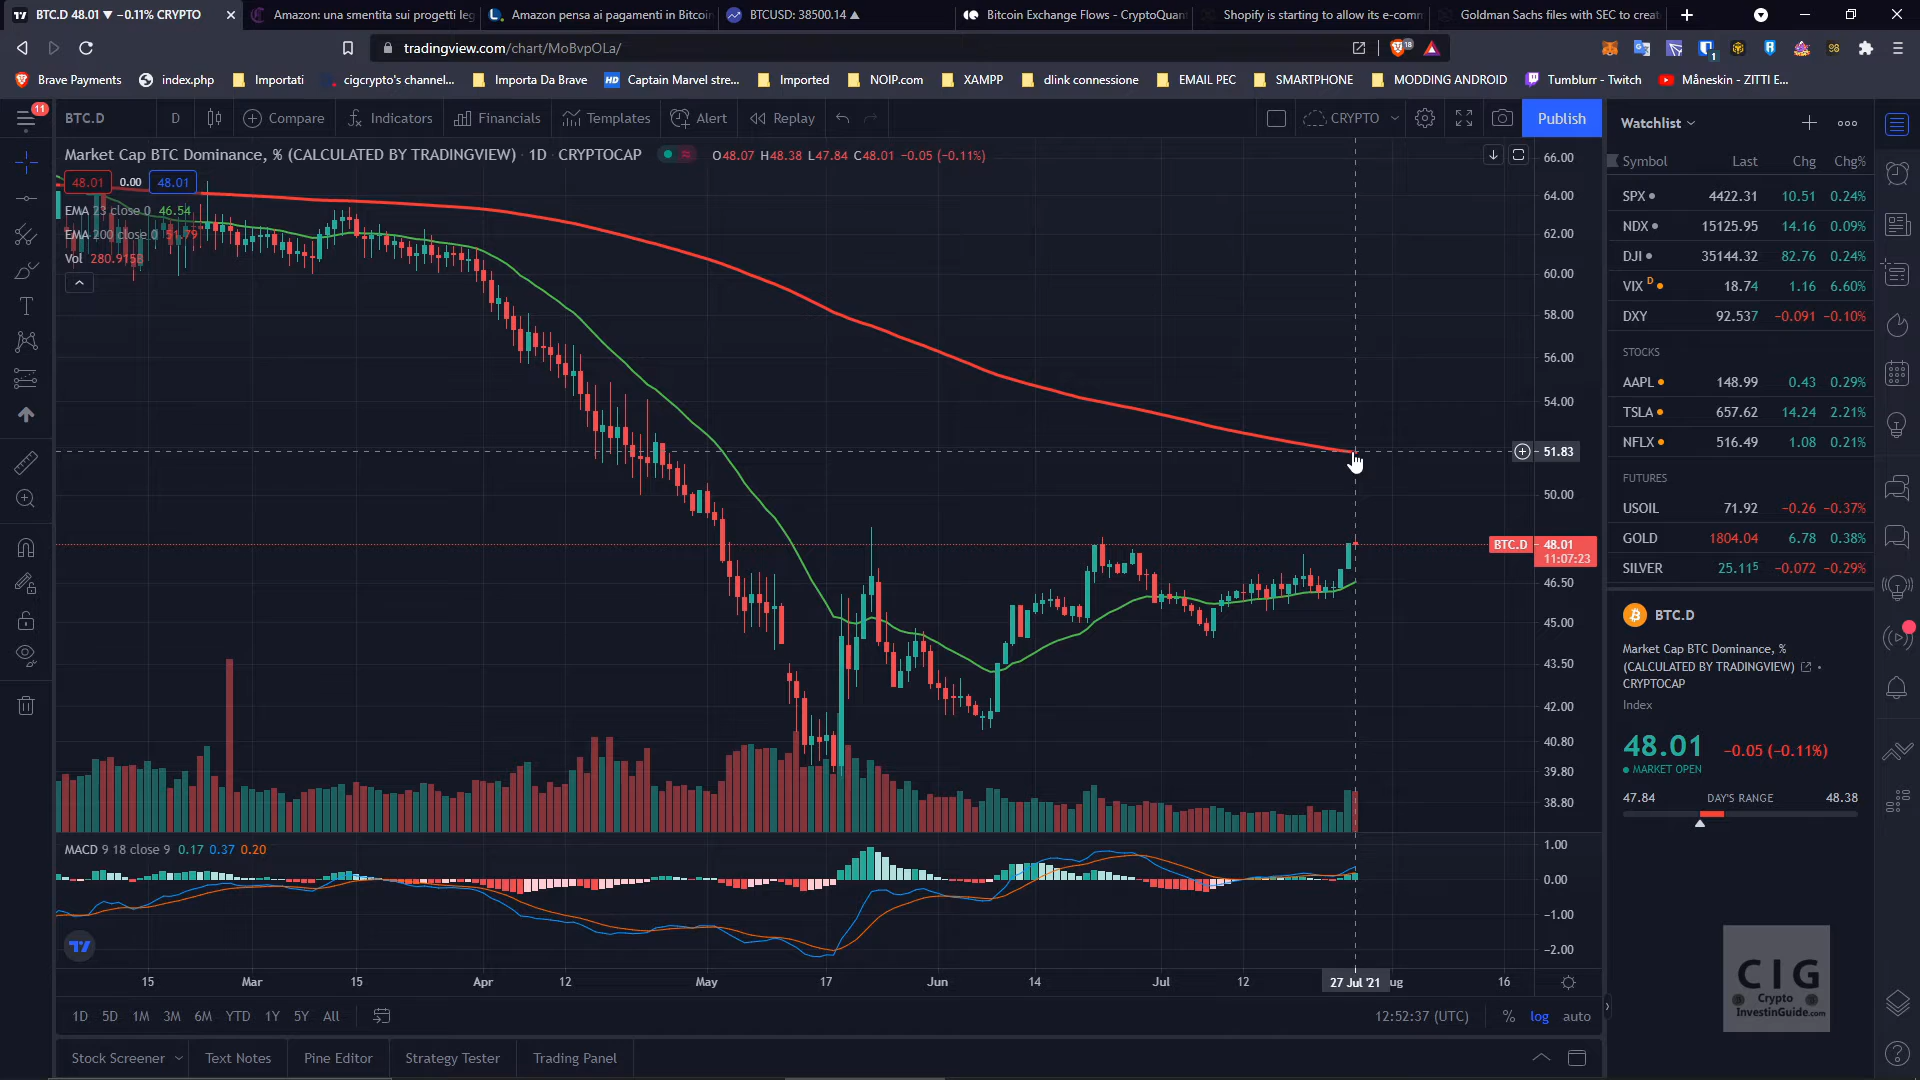 BTC.D 48.01 ▼ −0.11% CRYPTO
Amazon: una smentita sui progetti leg
Amazon pensa ai pagamenti in Bitcoin
BTCUSD: 38500.14 ▲
Bitcoin Exchange Flows - CryptoQuant
Shopify is starting to allow its e-comm
Goldman Sachs files with SEC to create
tradingview.com/chart/MoBvpOLa/
Brave Payments
index.php
Importati
cigcrypto's channel...
Importa Da Brave
Captain Marvel stre...
Imported
NOIP.com
XAMPP
dlink connessione
EMAIL PEC
SMARTPHONE
MODDING ANDROID
Tumblurr - Twitch
Måneskin - ZITTI E...
11
BTC.D
D
Compare
Indicators
Financials
Templates
Alert
Replay
CRYPTO
Publish
Market Cap BTC Dominance, % (CALCULATED BY TRADINGVIEW) · 1D · CRYPTOCAP
O48.07 H48.38 L47.84 C48.01 −0.05 (−0.11%)
48.01 0.00 48.01
EMA 23 close 0 46.54
EMA 200 close 0 51.79
Vol 280.915B
66.00
64.00
62.00
60.00
58.00
56.00
54.00
51.83
50.00
BTC.D 48.01
11:07:23
46.50
45.00
43.50
42.00
40.80
39.80
38.80
MACD 9 18 close 9 0.17 0.37 0.20
1.00
0.00
−1.00
−2.00
15 Mar 15 Apr 12 May 17 Jun 14 Jul 12 27 Jul '21 ug 16
1D 5D 1M 3M 6M YTD 1Y 5Y All
12:52:37 (UTC) % log auto
Stock Screener
Text Notes
Pine Editor
Strategy Tester
Trading Panel
Watchlist
Symbol Last Chg Chg%
SPX 4422.31 10.51 0.24%
NDX 15125.95 14.16 0.09%
DJI 35144.32 82.76 0.24%
VIX D 18.74 1.16 6.60%
DXY 92.537 −0.091 −0.10%
STOCKS
AAPL 148.99 0.43 0.29%
TSLA 657.62 14.24 2.21%
NFLX 516.49 1.08 0.21%
FUTURES
USOIL 71.92 −0.26 −0.37%
GOLD 1804.04 6.78 0.38%
SILVER 25.115 −0.072 −0.29%
BTC.D
Market Cap BTC Dominance, %
(CALCULATED BY TRADINGVIEW)
CRYPTOCAP
Index
48.01 −0.05 (−0.11%)
MARKET OPEN
47.84 DAY'S RANGE 48.38
CIG
Crypto
InvestinGuide.com